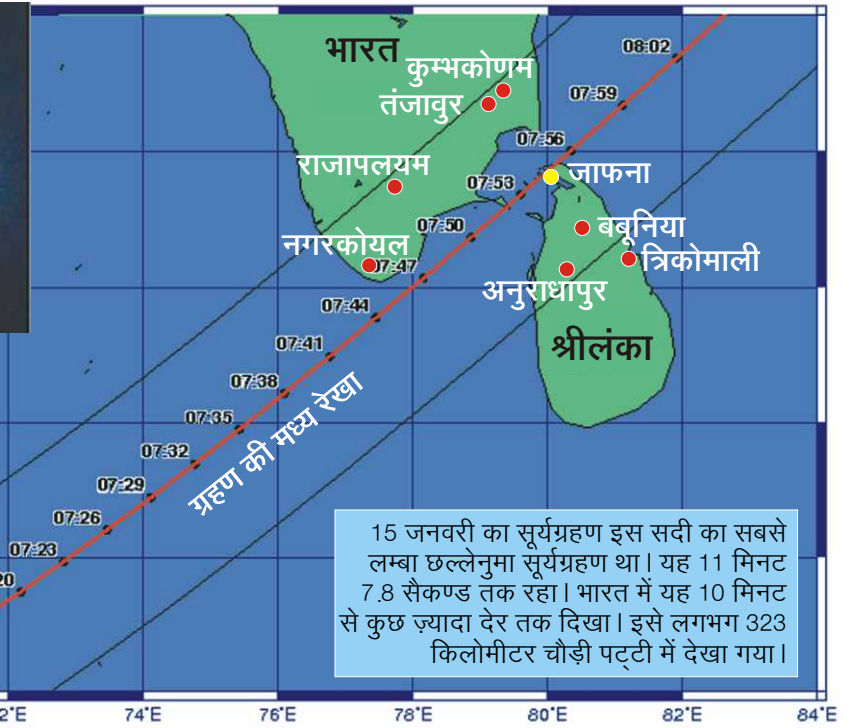 भारत
कुम्भकोणम
तंजावुर
राजापलयम
नगरकोयल
जाफना
बबूनिया
त्रिकोमाली
अनुराधापुर
श्रीलंका
08:02
07:59
07:56
07:53
07:50
07:47
07:44
07:41
07:38
07:35
07:32
07:29
07:26
07:23
20
ग्रहण की मध्य रेखा
15 जनवरी का सूर्यग्रहण इस सदी का सबसे
लम्बा छल्लेनुमा सूर्यग्रहण था। यह 11 मिनट
7.8 सैकण्ड तक रहा। भारत में यह 10 मिनट
से कुछ ज़्यादा देर तक दिखा। इसे लगभग 323
किलोमीटर चौड़ी पट्टी में देखा गया।
2°E 74°E 76°E 78°E 80°E 82°E 84°E